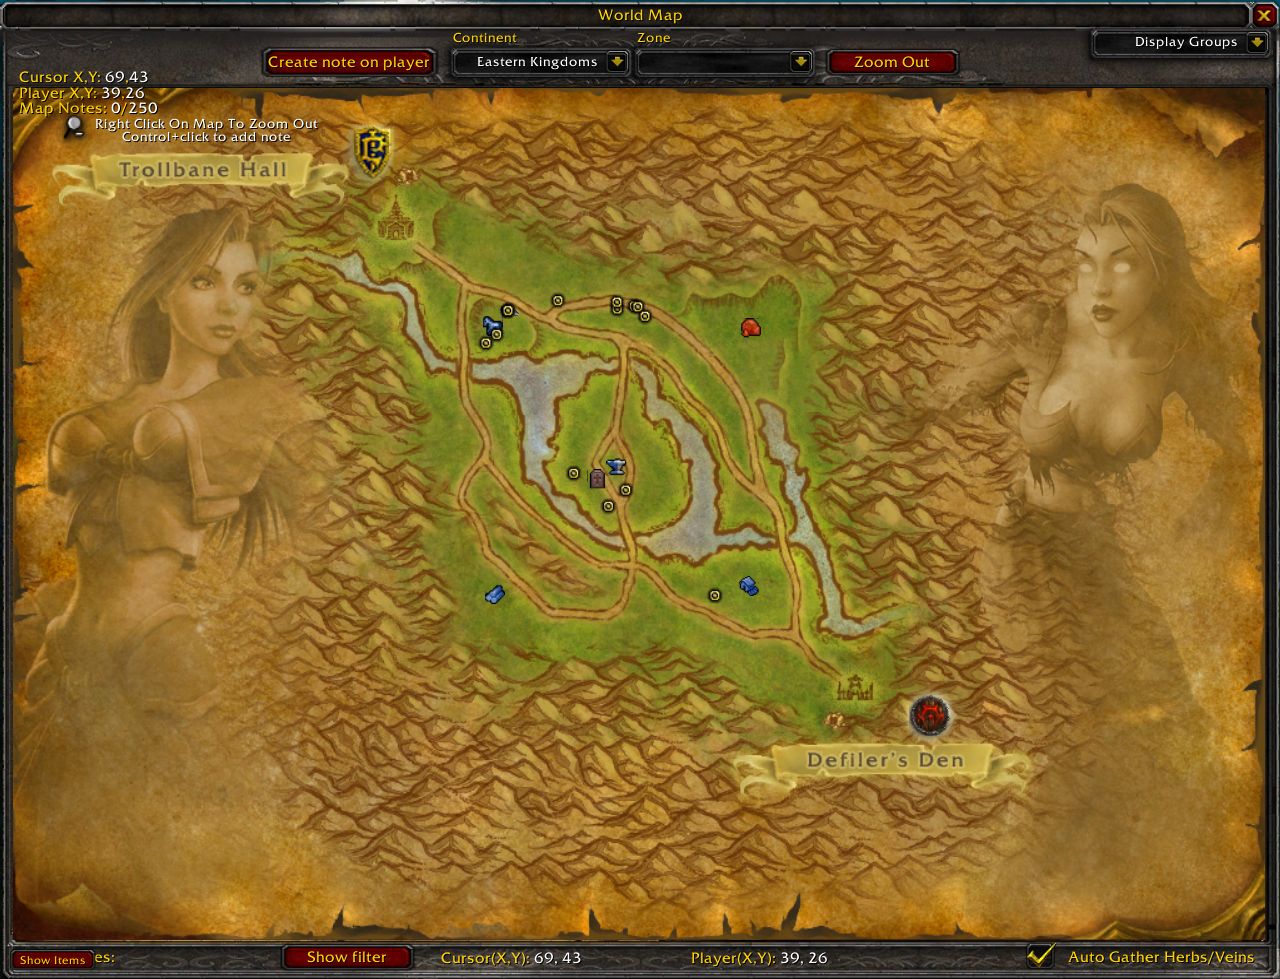 World Map
Continent
Zone
Create note on player
Eastern Kingdoms
Zoom Out
Display Groups
Cursor X,Y: 69,43
Player X,Y: 39.26
Map Notes: 0/250
Right Click On Map To Zoom Out
Control+click to add note
Trollbane Hall
Defiler's Den
Show Items
es:
Show filter
Cursor(X,Y): 69, 43
Player(X,Y): 39, 26
Auto Gather Herbs/Veins